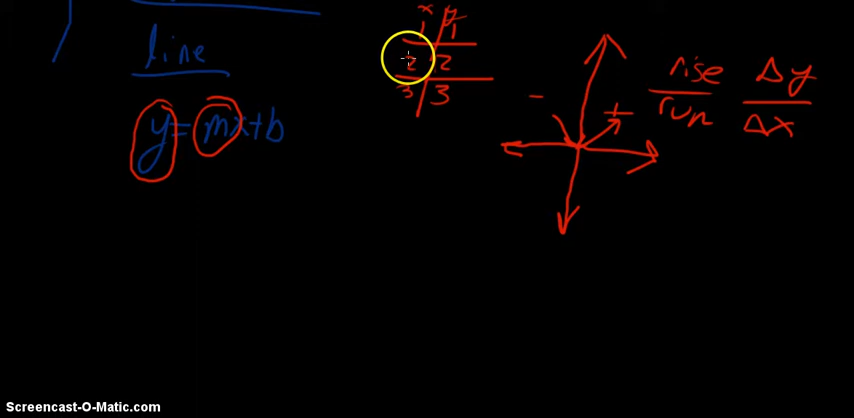 line
y = mx + b
x y
1 1
2 2
3 3
- +
rise
run
Δy
Δx
Screencast-O-Matic.com